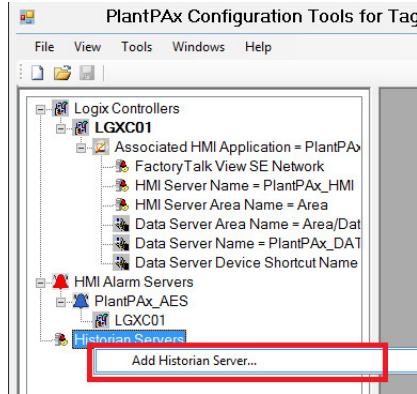 PlantPAx Configuration Tools for Tag
File View Tools Windows Help
Logix Controllers
LGXC01
Associated HMI Application = PlantPAx
FactoryTalk View SE Network
HMI Server Name = PlantPAx_HMI
HMI Server Area Name = Area
Data Server Area Name = Area/Dat
Data Server Name = PlantPAx_DAT
Data Server Device Shortcut Name
HMI Alarm Servers
PlantPAx_AES
LGXC01
Historian Servers
Add Historian Server...